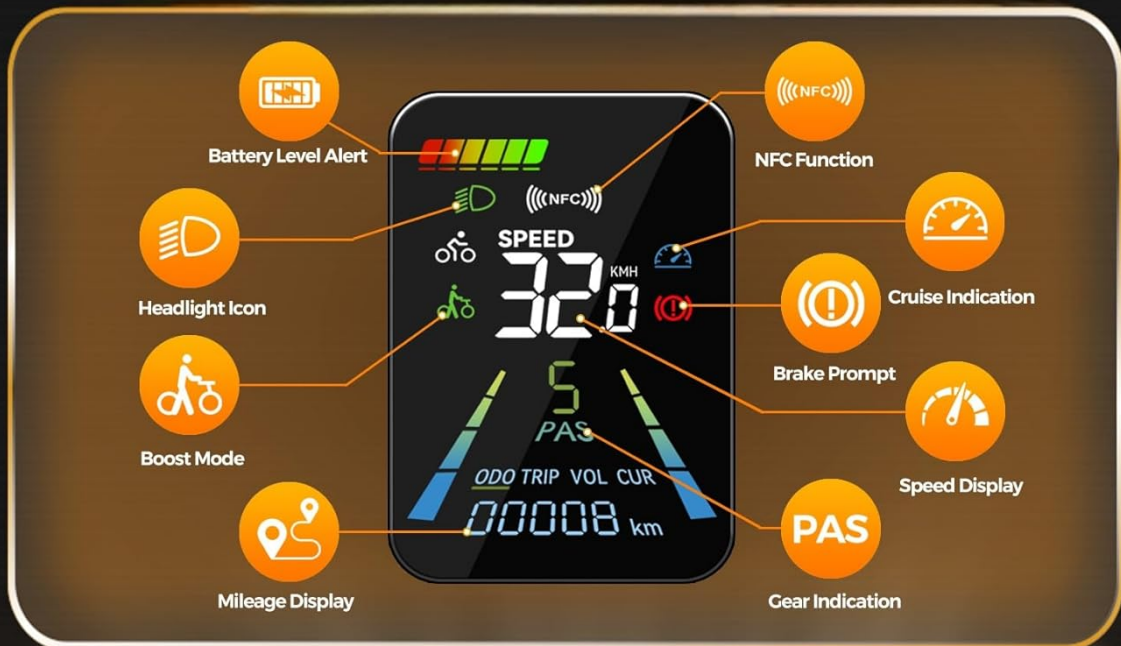 Battery Level Alert
NFC
NFC Function
NFC
Headlight Icon
SPEED
32.0
KMH
Cruise Indication
Boost Mode
Brake Prompt
5
PAS
Speed Display
ODO TRIP VOL CUR
00008 km
Mileage Display
PAS
Gear Indication